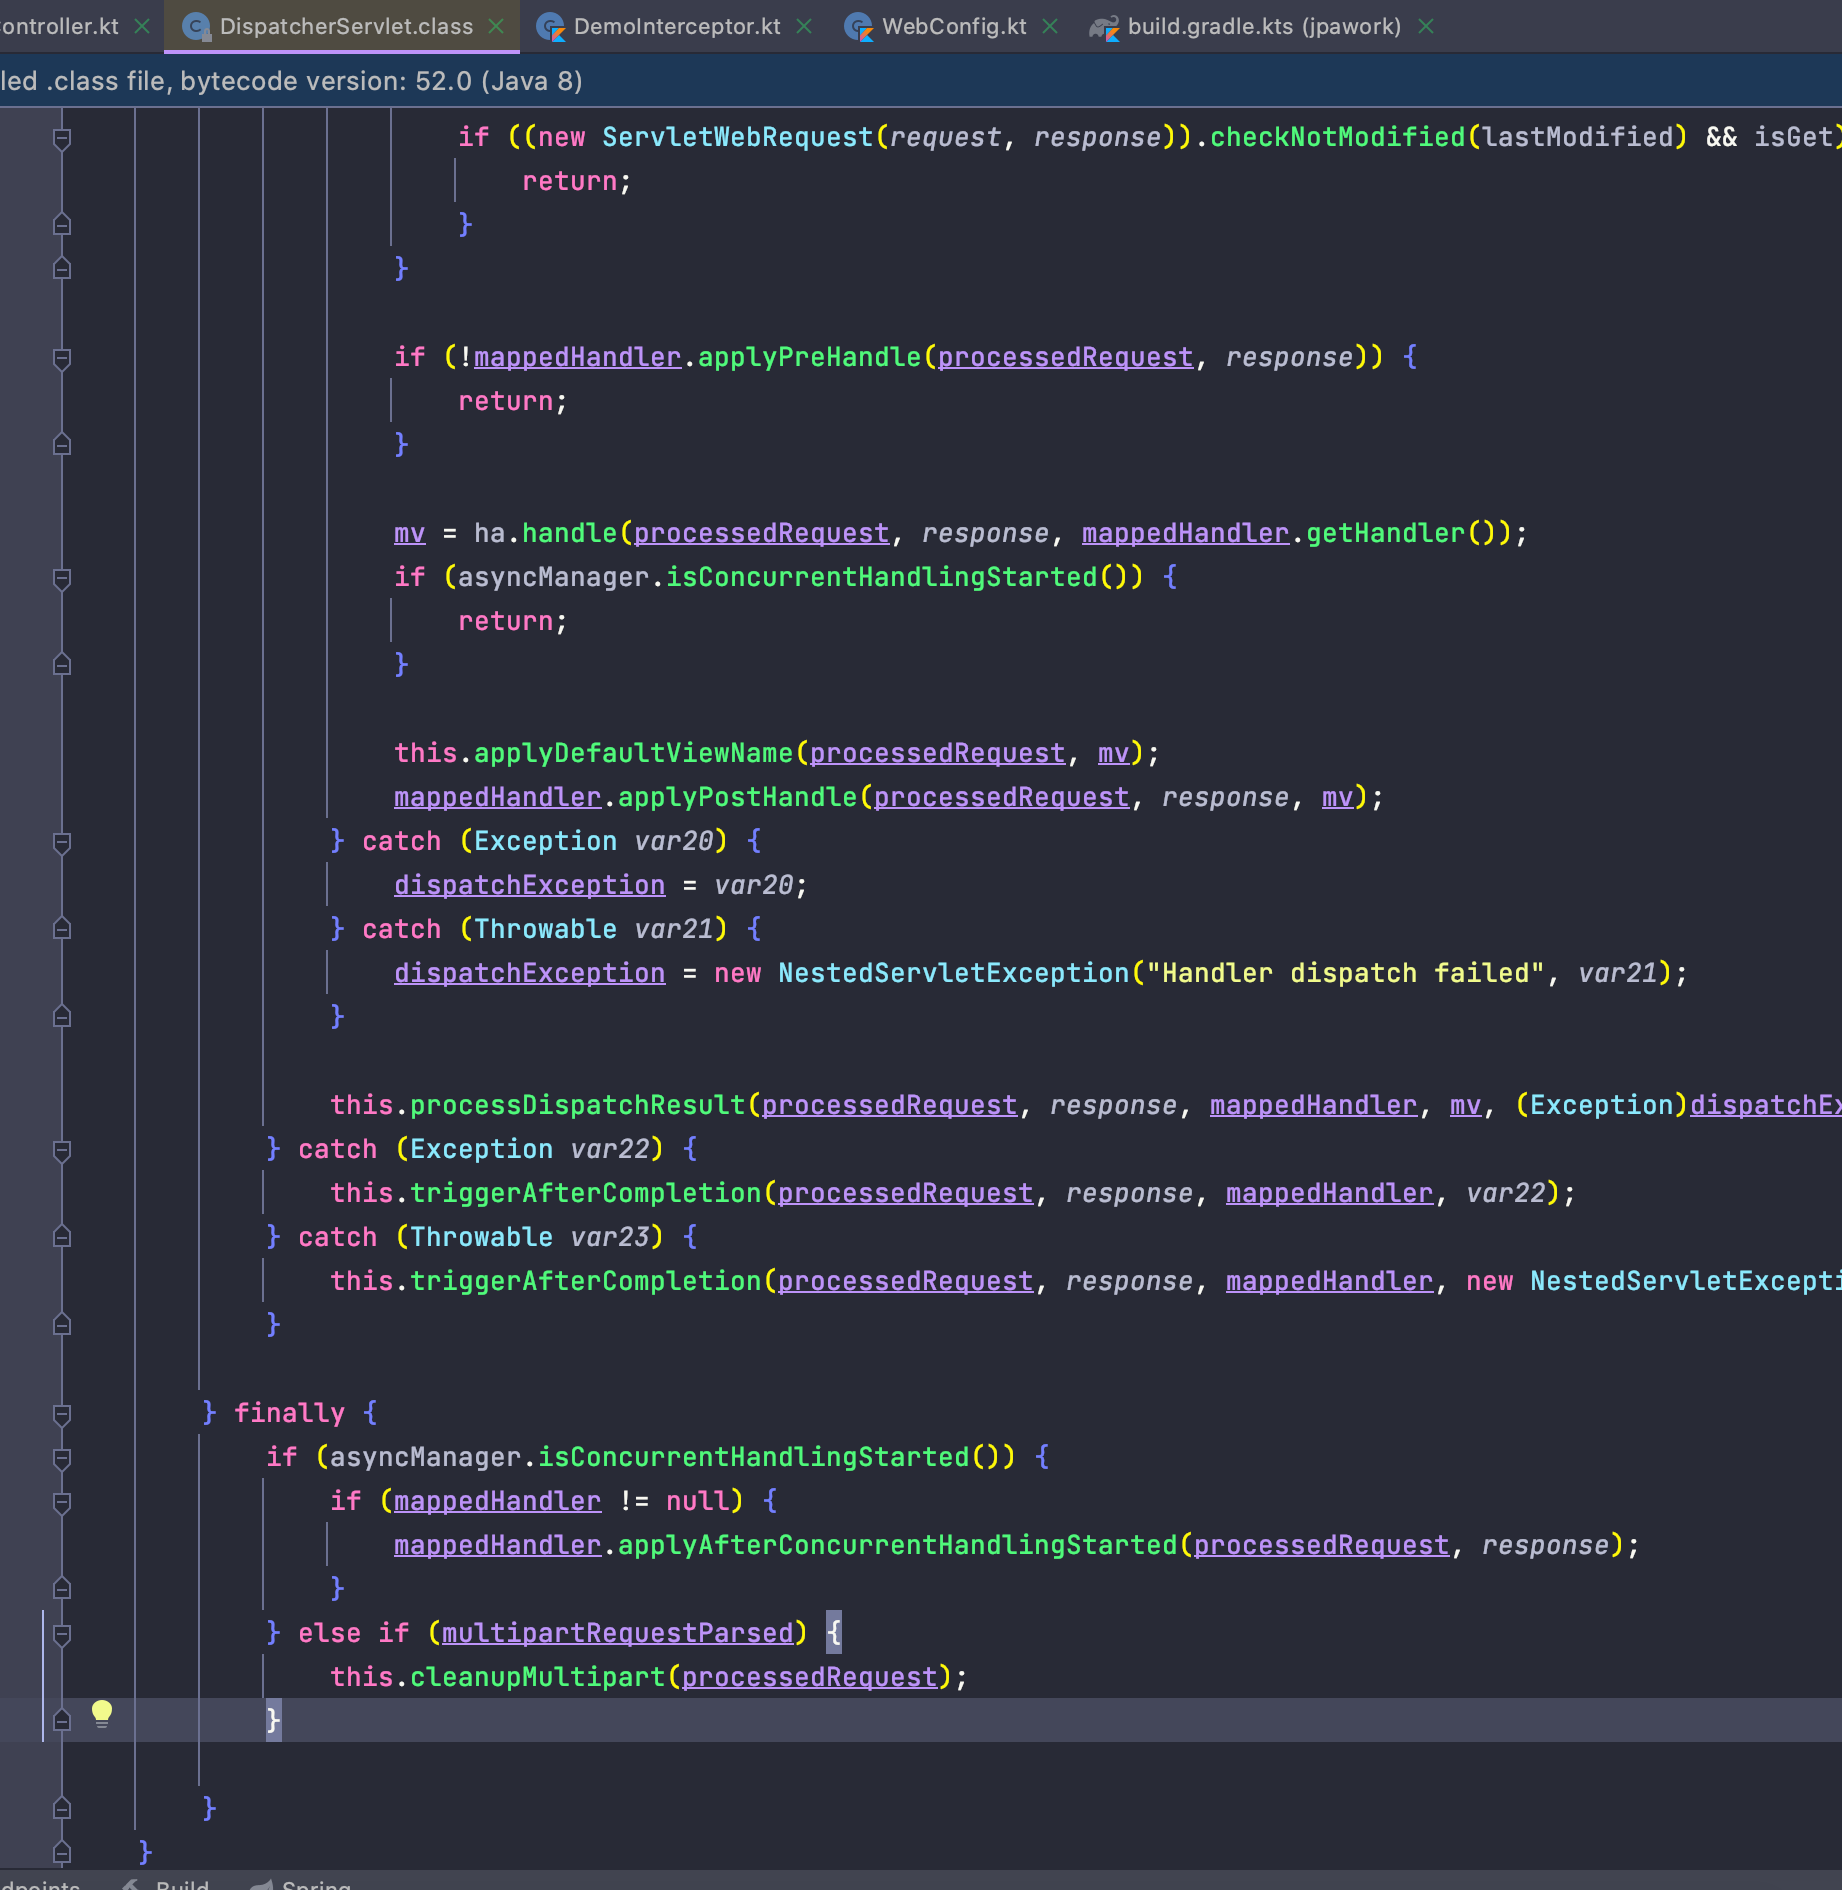 ontroller.kt DispatcherServlet.class DemoInterceptor.kt WebConfig.kt build.gradle.kts (jpawork)
led .class file, bytecode version: 52.0 (Java 8)
if ((new ServletWebRequest(request, response)).checkNotModified(lastModified) && isGet)
return;
}
}
if (!mappedHandler.applyPreHandle(processedRequest, response)) {
return;
}
mv = ha.handle(processedRequest, response, mappedHandler.getHandler());
if (asyncManager.isConcurrentHandlingStarted()) {
return;
}
this.applyDefaultViewName(processedRequest, mv);
mappedHandler.applyPostHandle(processedRequest, response, mv);
} catch (Exception var20) {
dispatchException = var20;
} catch (Throwable var21) {
dispatchException = new NestedServletException("Handler dispatch failed", var21);
}
this.processDispatchResult(processedRequest, response, mappedHandler, mv, (Exception)dispatchEx
} catch (Exception var22) {
this.triggerAfterCompletion(processedRequest, response, mappedHandler, var22);
} catch (Throwable var23) {
this.triggerAfterCompletion(processedRequest, response, mappedHandler, new NestedServletExcepti
}
} finally {
if (asyncManager.isConcurrentHandlingStarted()) {
if (mappedHandler != null) {
mappedHandler.applyAfterConcurrentHandlingStarted(processedRequest, response);
}
} else if (multipartRequestParsed) {
this.cleanupMultipart(processedRequest);
}
}
}
dpoints Build Spring